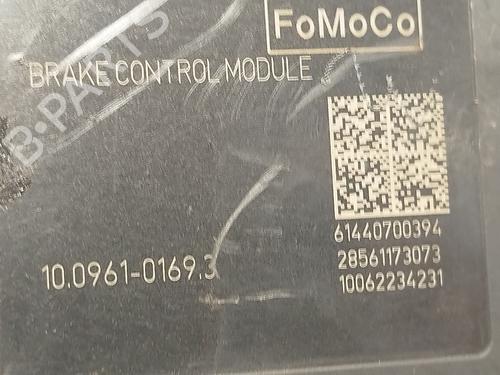 FoMoCo
BRAKE CONTROL MODULE
B-PARTS
61440700394
28561173073
10062234231
10.0961-0169.3